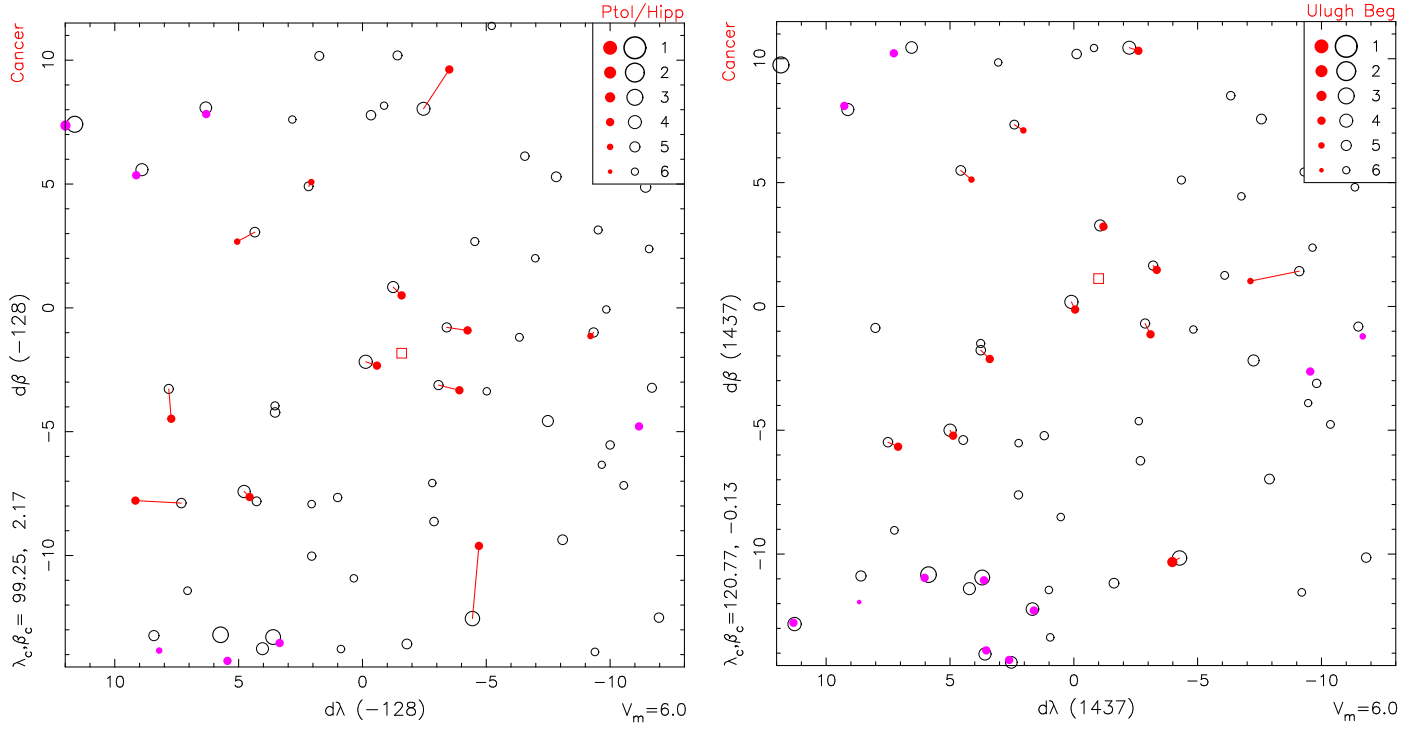 Ptol/Hipp
Cancer
1
2
3
4
5
6
10
5
0
-5
-10
dβ (-128)
λc,βc= 99.25, 2.17
10
5
0
-5
-10
dλ (-128)
Vm=6.0
Ulugh Beg
Cancer
1
2
3
4
5
6
10
5
0
-5
-10
dβ (1437)
λc,βc=120.77, -0.13
10
5
0
-5
-10
dλ (1437)
Vm=6.0